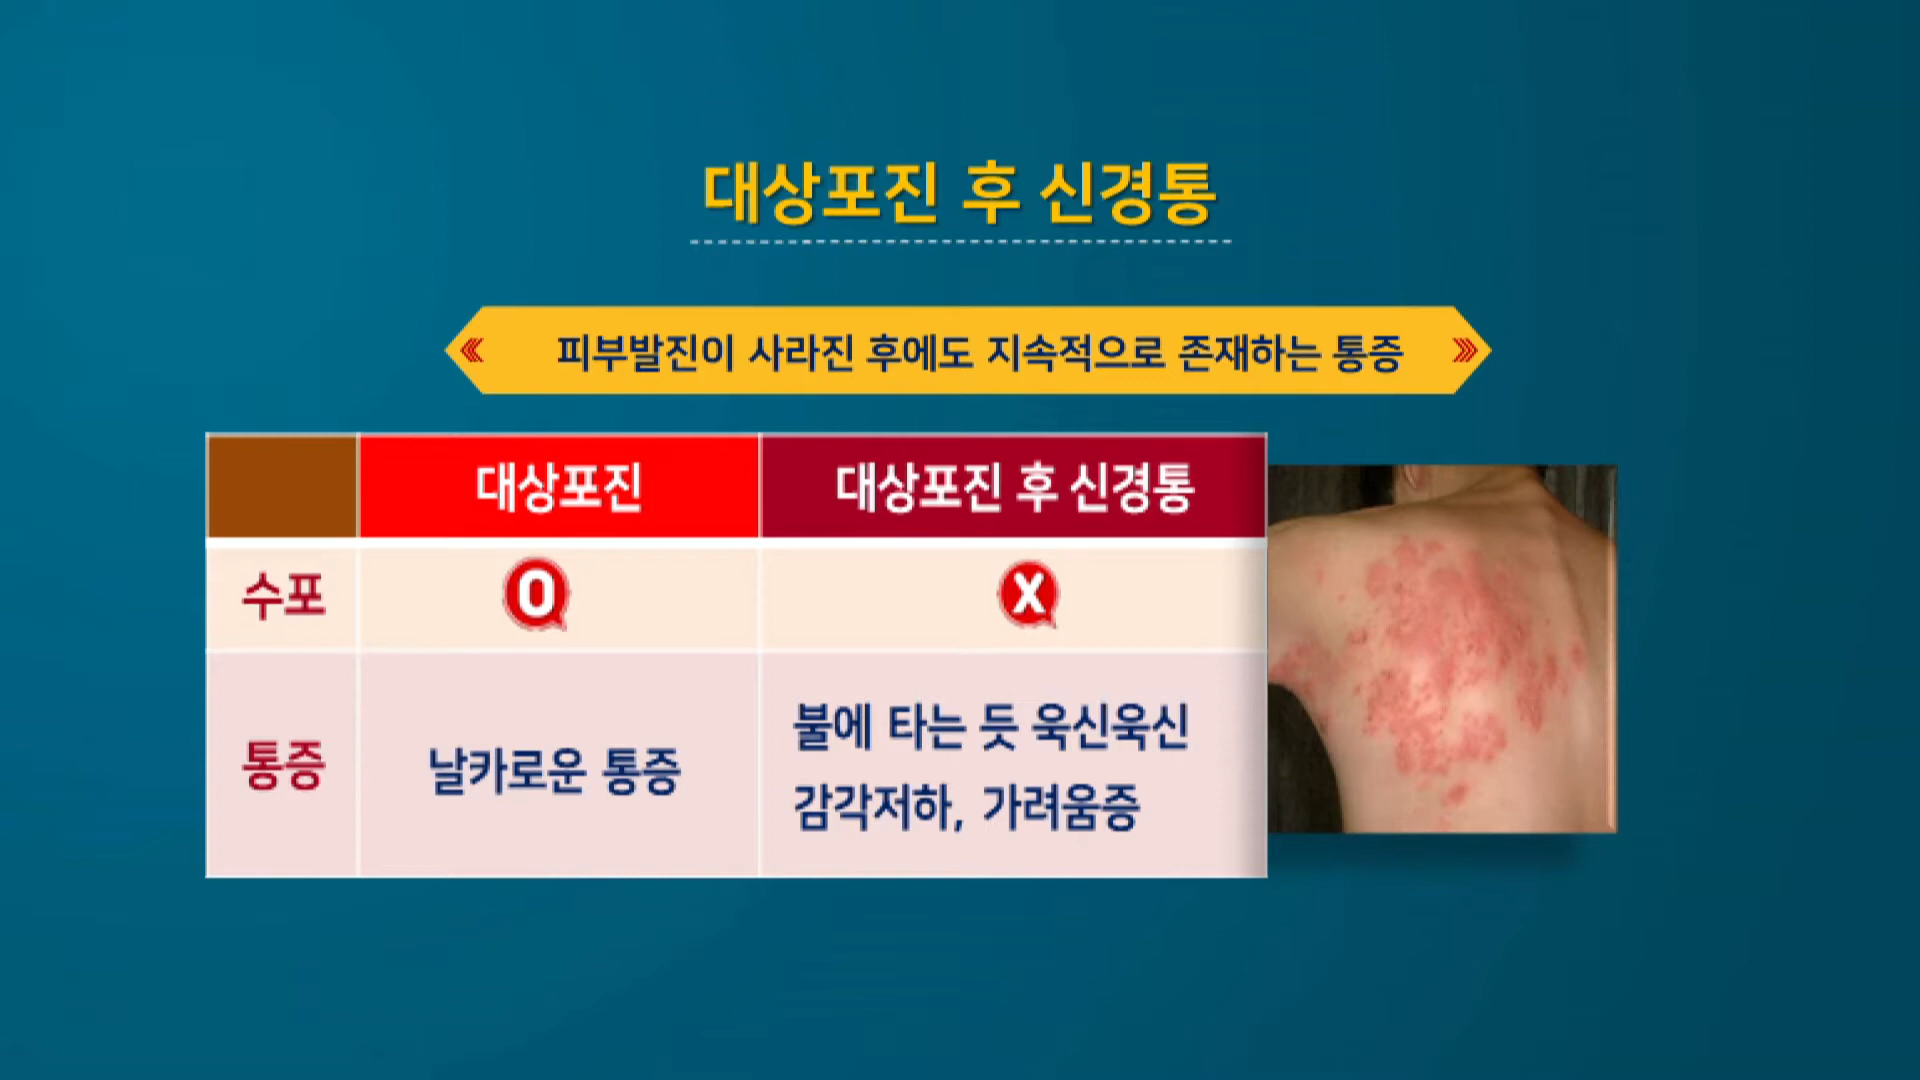 대상포진 후 신경통
피부발진이 사라진 후에도 지속적으로 존재하는 통증
대상포진
대상포진 후 신경통
수포
O
X
통증
날카로운 통증
불에 타는 듯 욱신욱신
감각저하, 가려움증